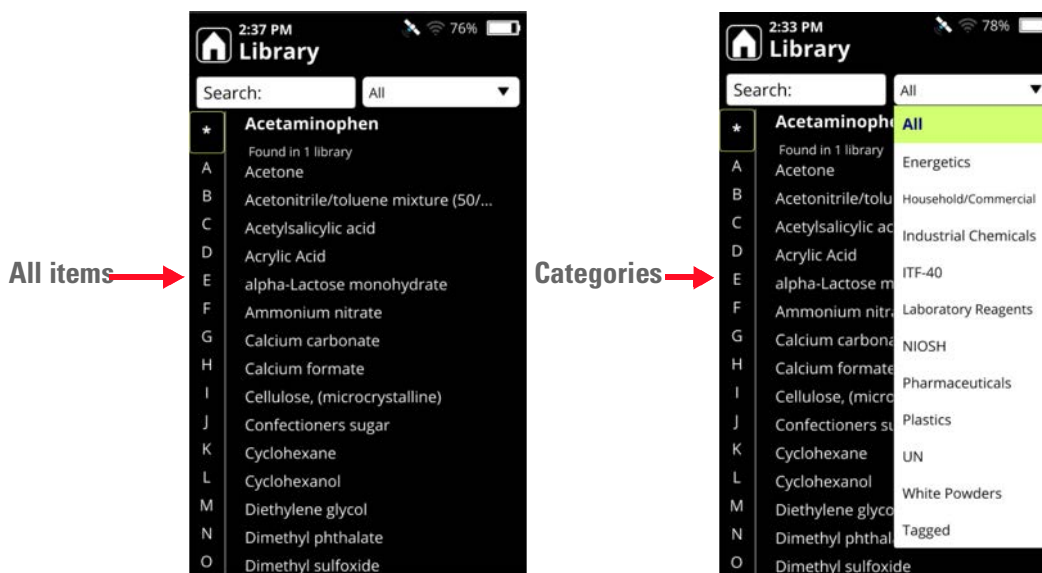 2:37 PM 76%
Library
Search: All
* Acetaminophen
Found in 1 library
A Acetone
B Acetonitrile/toluene mixture (50/...
C Acetylsalicylic acid
D Acrylic Acid
E alpha-Lactose monohydrate
F Ammonium nitrate
G Calcium carbonate
H Calcium formate
I Cellulose, (microcrystalline)
J Confectioners sugar
K Cyclohexane
L Cyclohexanol
M Diethylene glycol
N Dimethyl phthalate
O Dimethyl sulfoxide
All items
Categories
2:33 PM 78%
Library
Search: All
* Acetaminophe
Found in 1 library
A Acetone
B Acetonitrile/tolu
C Acetylsalicylic ac
D Acrylic Acid
E alpha-Lactose m
F Ammonium nitr
G Calcium carbona
H Calcium formate
I Cellulose, (micro
J Confectioners su
K Cyclohexane
L Cyclohexanol
M Diethylene glyco
N Dimethyl phthal
O Dimethyl sulfoxide
All
Energetics
Household/Commercial
Industrial Chemicals
ITF-40
Laboratory Reagents
NIOSH
Pharmaceuticals
Plastics
UN
White Powders
Tagged